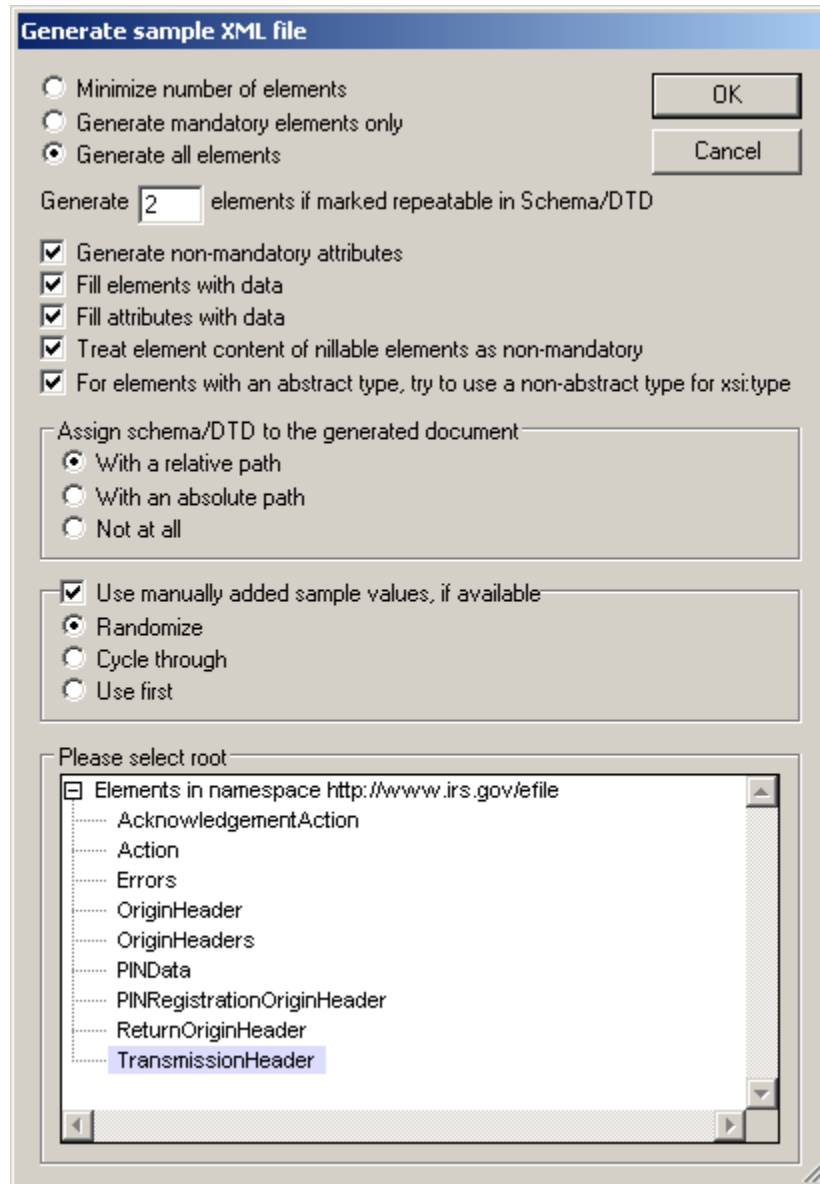 Generate sample XML file
Minimize number of elements
OK
Generate mandatory elements only
Generate all elements
Cancel
Generate 2 elements if marked repeatable in Schema/DTD
Generate non-mandatory attributes
Fill elements with data
Fill attributes with data
Treat element content of nillable elements as non-mandatory
For elements with an abstract type, try to use a non-abstract type for xsi:type
Assign schema/DTD to the generated document
With a relative path
With an absolute path
Not at all
Use manually added sample values, if available
Randomize
Cycle through
Use first
Please select root
Elements in namespace http://www.irs.gov/efile
AcknowledgementAction
Action
Errors
OriginHeader
OriginHeaders
PINData
PINRegistrationOriginHeader
ReturnOriginHeader
TransmissionHeader